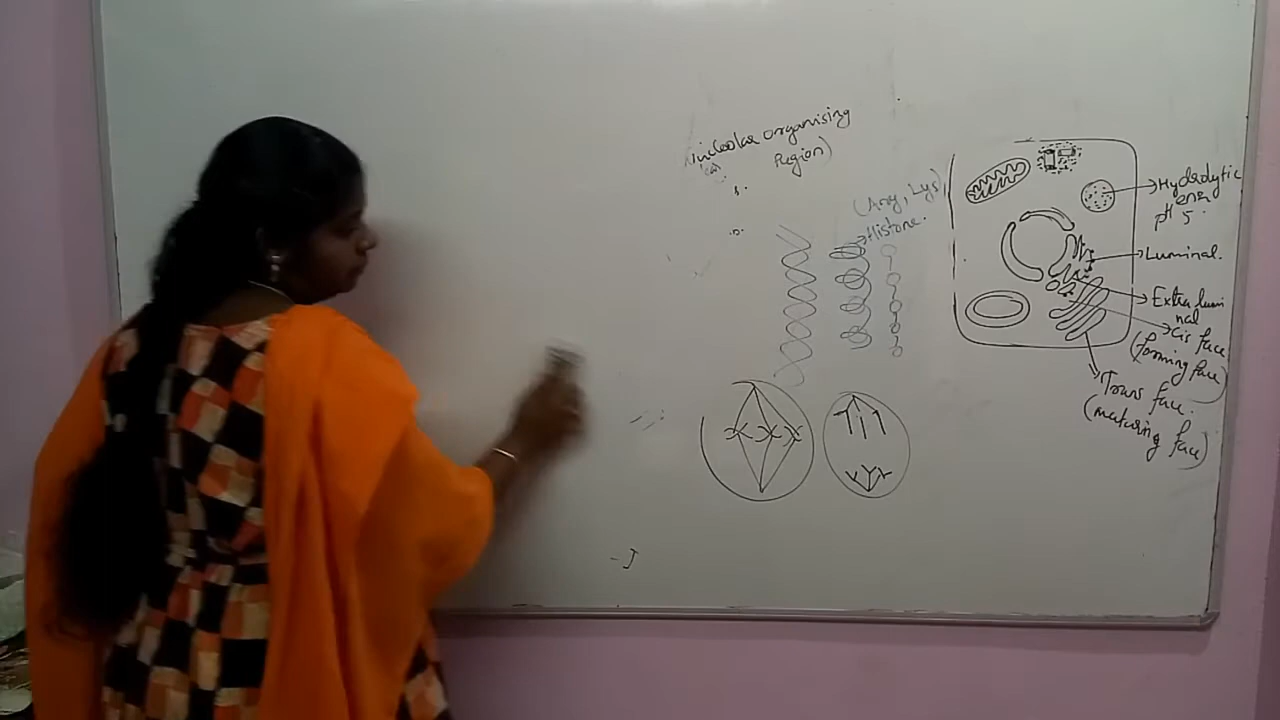 Nucleolar organising
Region)
(Arg, Lys)
Histone.
Hydrolytic
enz
pH 5.
Luminal.
Extra lumi
nal
Cis face
(forming face)
Trans face.
(maturing face)
- J